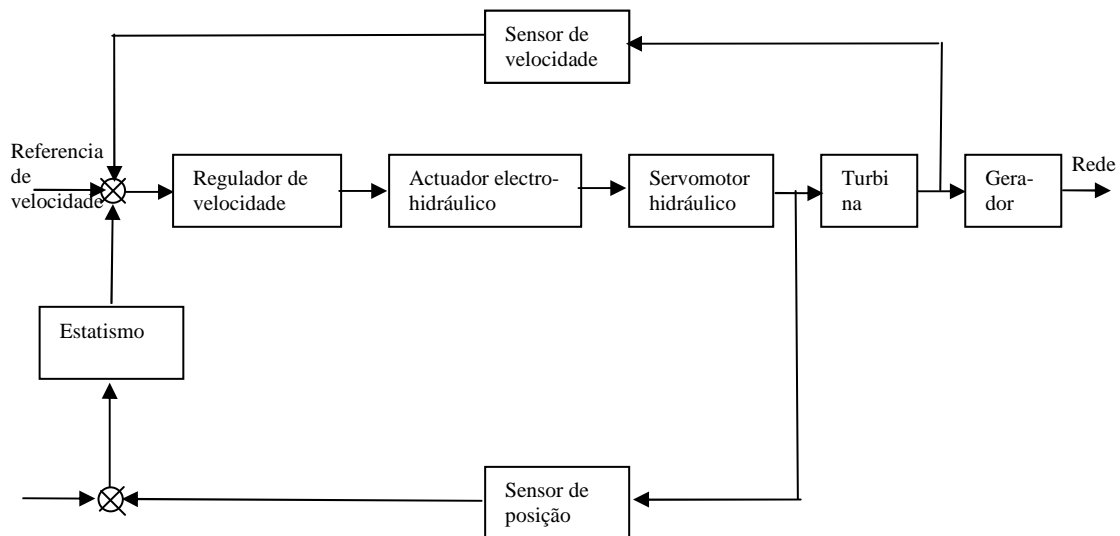 Sensor de
velocidade
Referencia
de
velocidade
Regulador de
velocidade
Actuador electro-
hidráulico
Servomotor
hidráulico
Turbi
na
Gera-
dor
Rede
Estatismo
Sensor de
posição